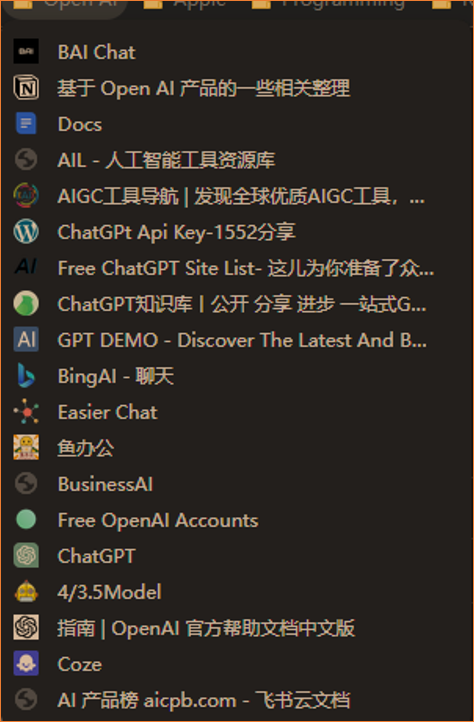 Open AI Apple Programming
BAI Chat
基于 Open AI 产品的一些相关整理
Docs
AIL - 人工智能工具资源库
AIGC工具导航 | 发现全球优质AIGC工具，...
ChatGPt Api Key-1552分享
AI Free ChatGPT Site List- 这儿为你准备了众...
ChatGPT知识库丨公开 分享 进步 一站式G...
AI GPT DEMO - Discover The Latest And B...
BingAI - 聊天
Easier Chat
鱼办公
BusinessAI
Free OpenAI Accounts
ChatGPT
4/3.5Model
指南 | OpenAI 官方帮助文档中文版
Coze
AI 产品榜 aicpb.com - 飞书云文档